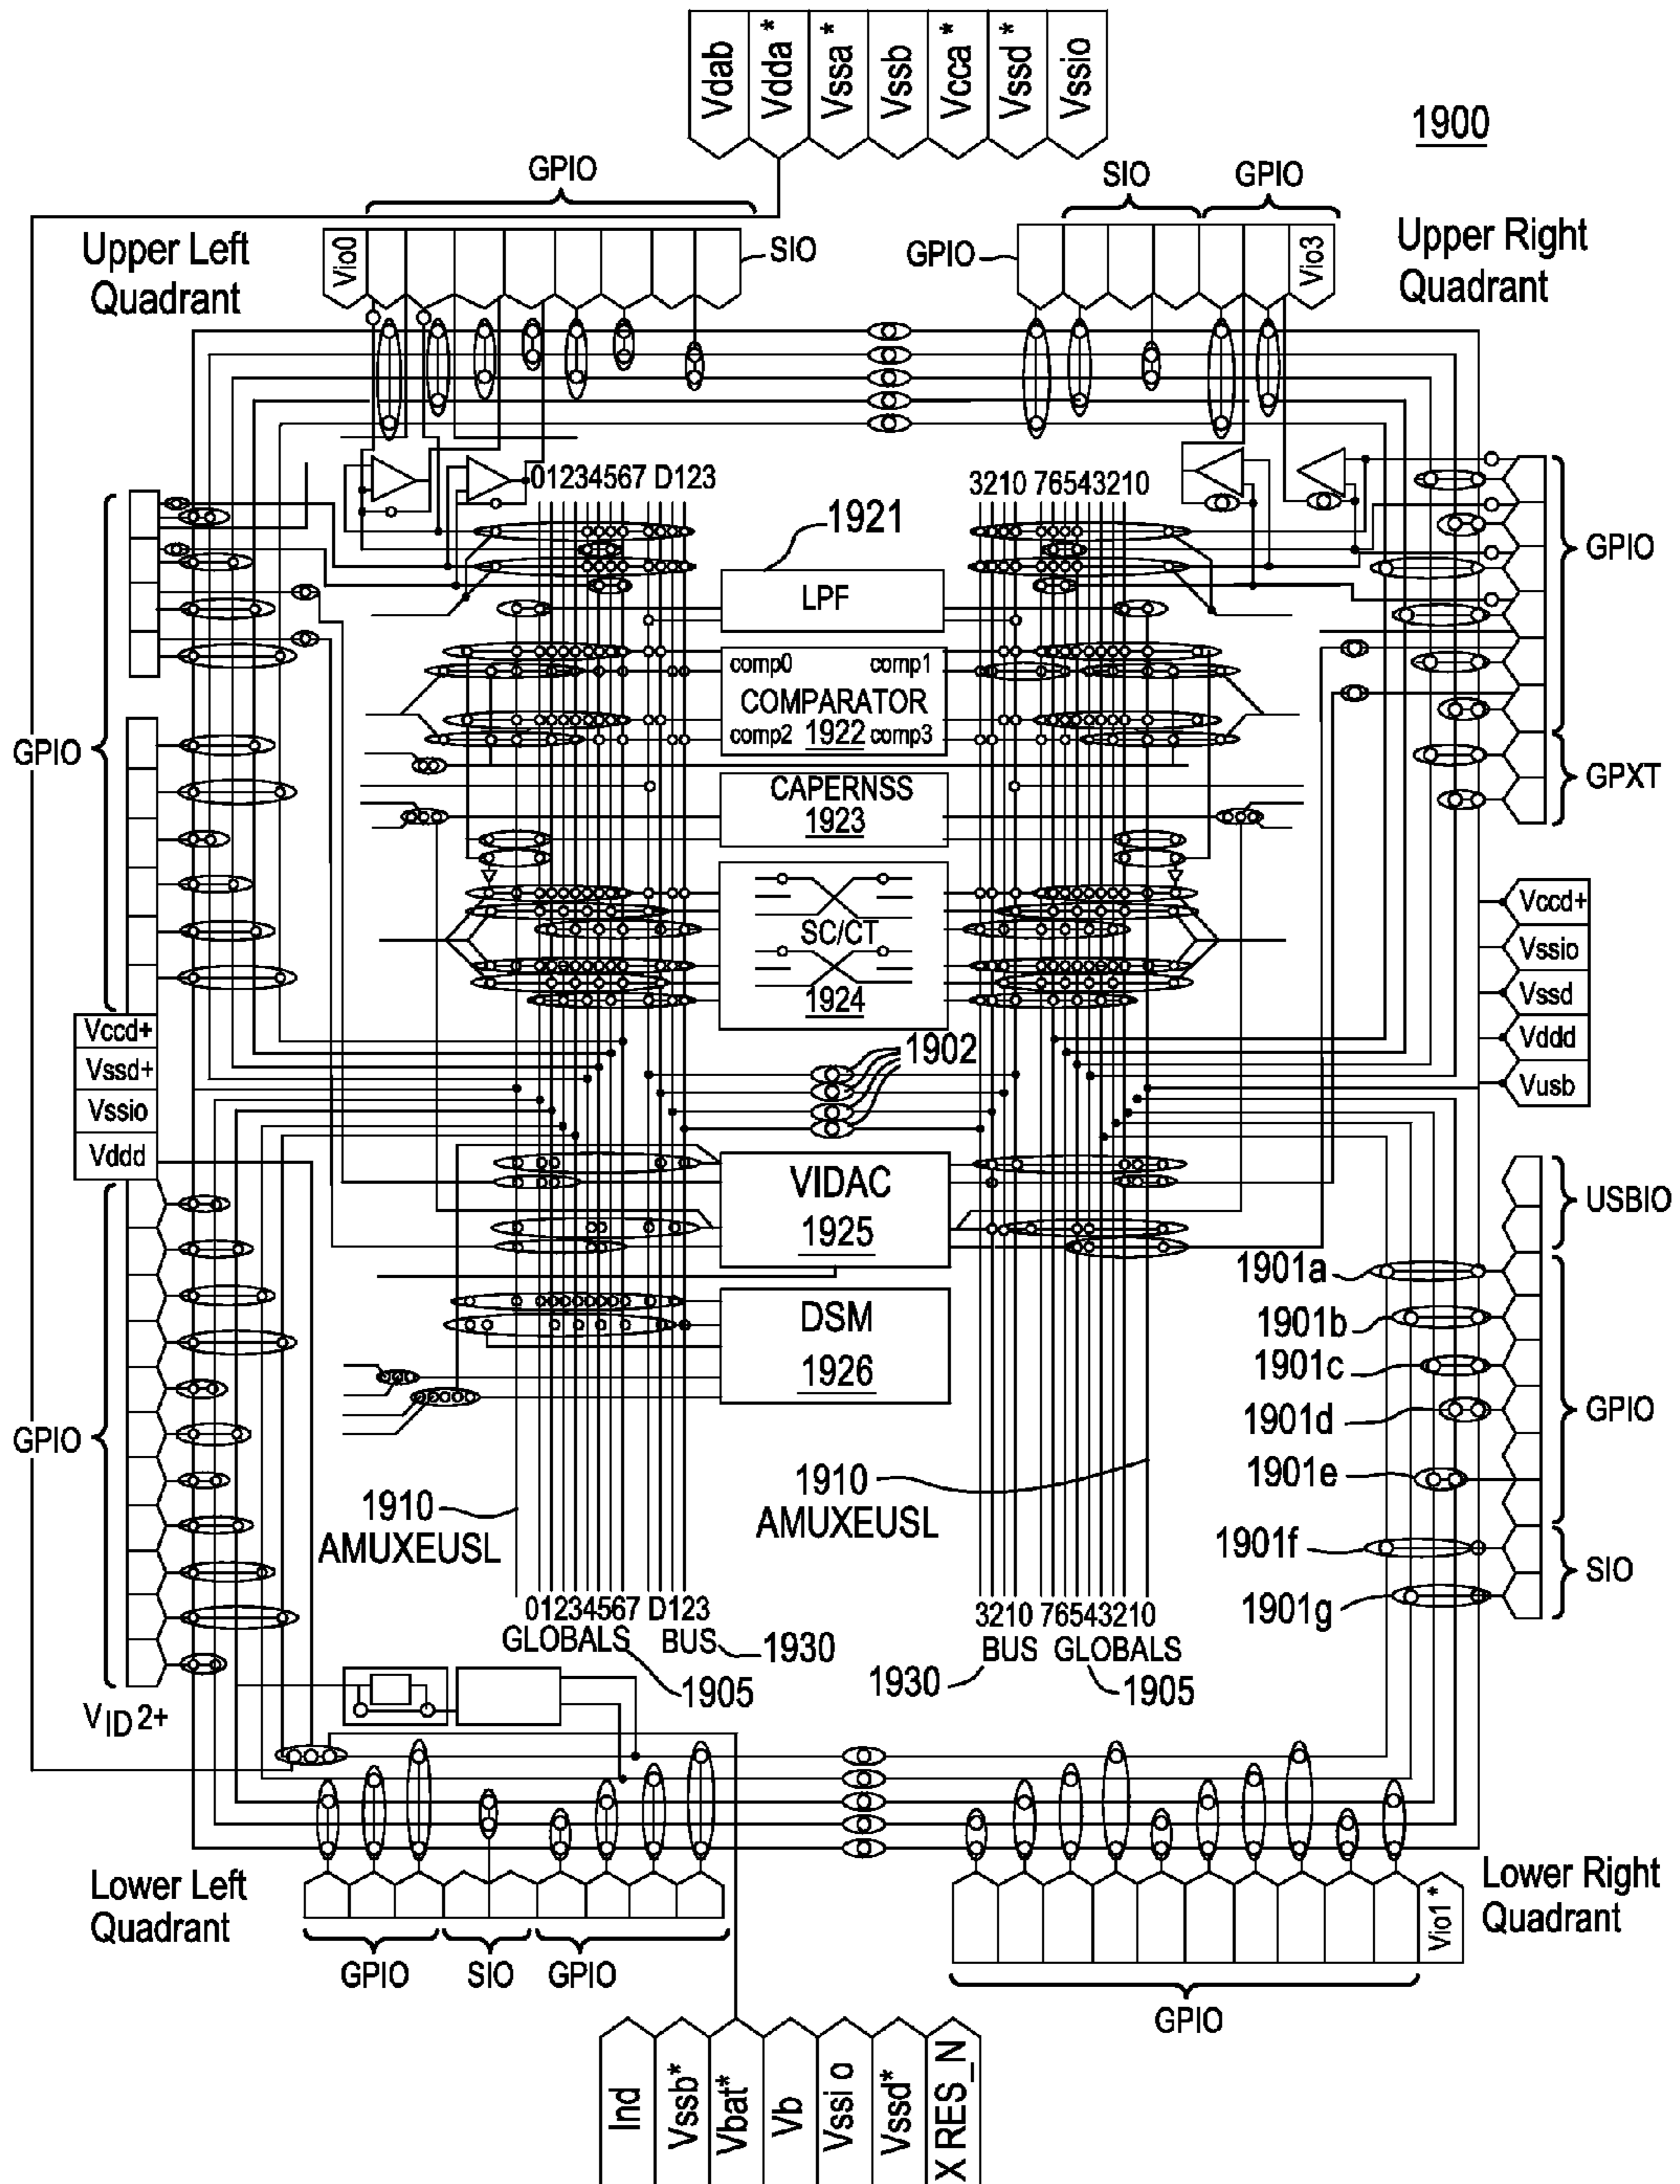 Vdab
Vdda*
Vssa*
Vssb
Vcca*
Vssd*
Vssio
1900
GPIO
SIO
GPIO
Upper Left
Quadrant
Vio0
SIO
GPIO
Vio3
Upper Right
Quadrant
01234567 D123
3210 76543210
1921
LPF
GPIO
comp0 comp1
COMPARATOR
comp2 1922 comp3
GPIO
GPXT
CAPERNSS
1923
SC/CT
1924
Vccd+
Vssio
Vssd
Vddd
Vusb
Vccd+
Vssd+
Vssio
Vddd
1902
VIDAC
1925
USBIO
DSM
1926
1901a
1901b
1901c
1901d
1901e
1901f
1901g
GPIO
SIO
GPIO
1910
AMUXEUSL
1910
AMUXEUSL
01234567 D123
GLOBALS BUS 1930
1905
3210 76543210
BUS GLOBALS
1930 1905
VID 2+
Lower Left
Quadrant
Lower Right
Quadrant
Vio1 *
GPIO SIO GPIO
GPIO
Ind
Vssb*
Vbat*
Vb
Vssi o
Vssd*
X RES_N